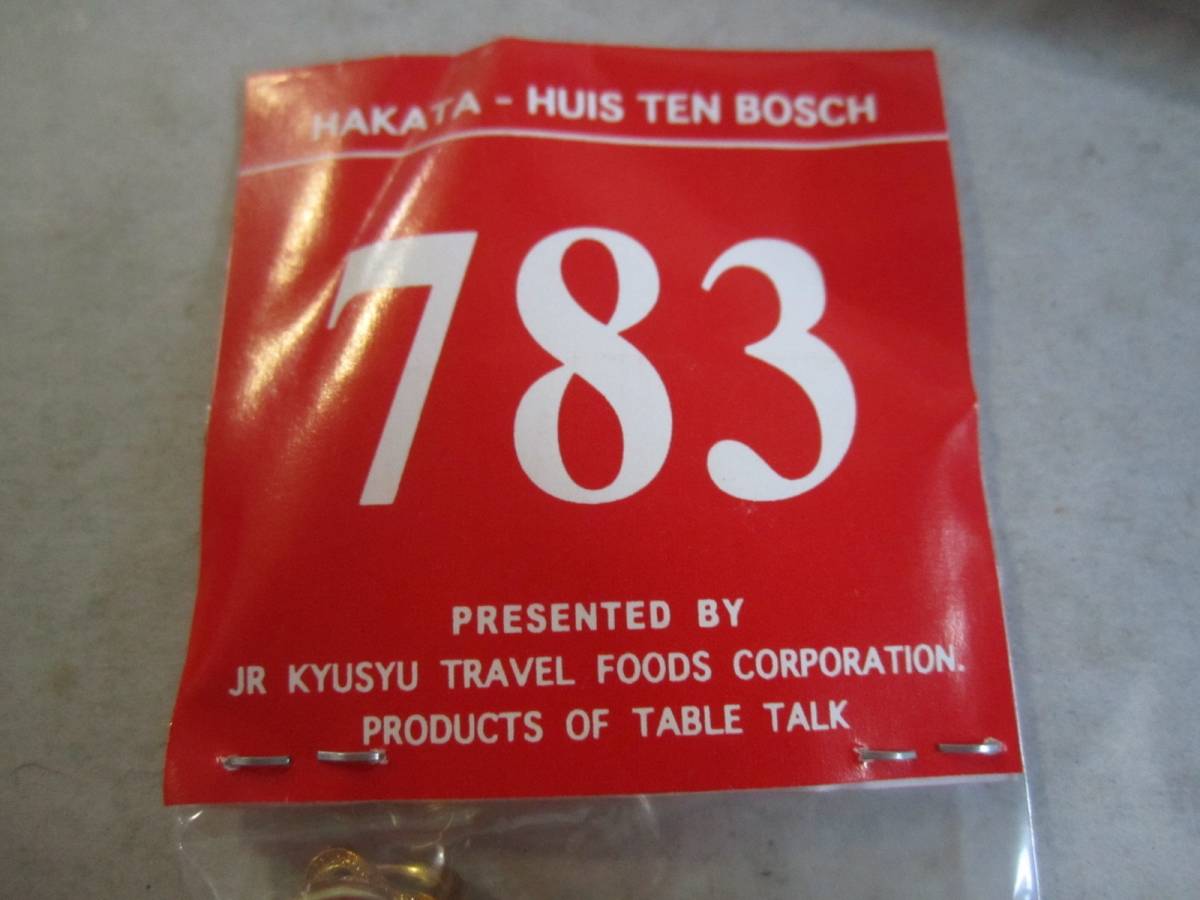 HAKATA - HUIS TEN BOSCH
783
PRESENTED BY
JR KYUSYU TRAVEL FOODS CORPORATION.
PRODUCTS OF TABLE TALK